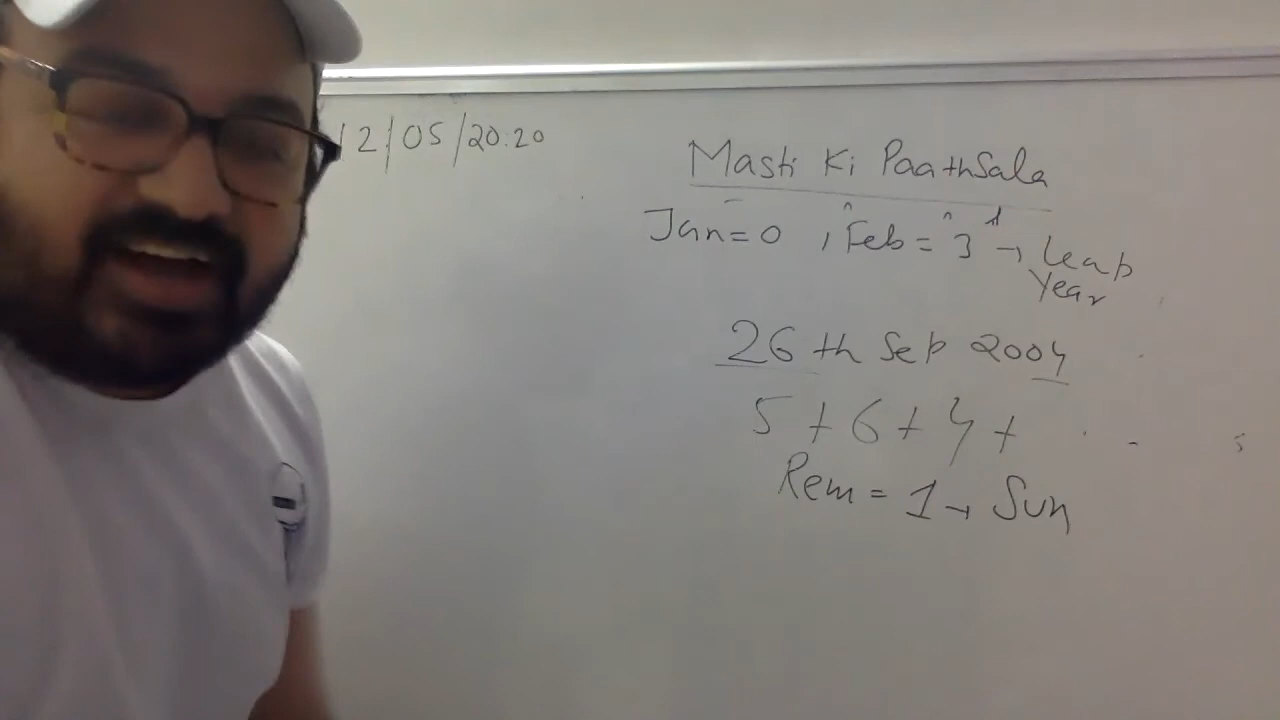 12/05/20.20
Masti Ki PaathSala
Jan=0 , Feb = 3 → Leap
Year
26th Sep 2004
5+6+4+
Rem = 1→ Sun